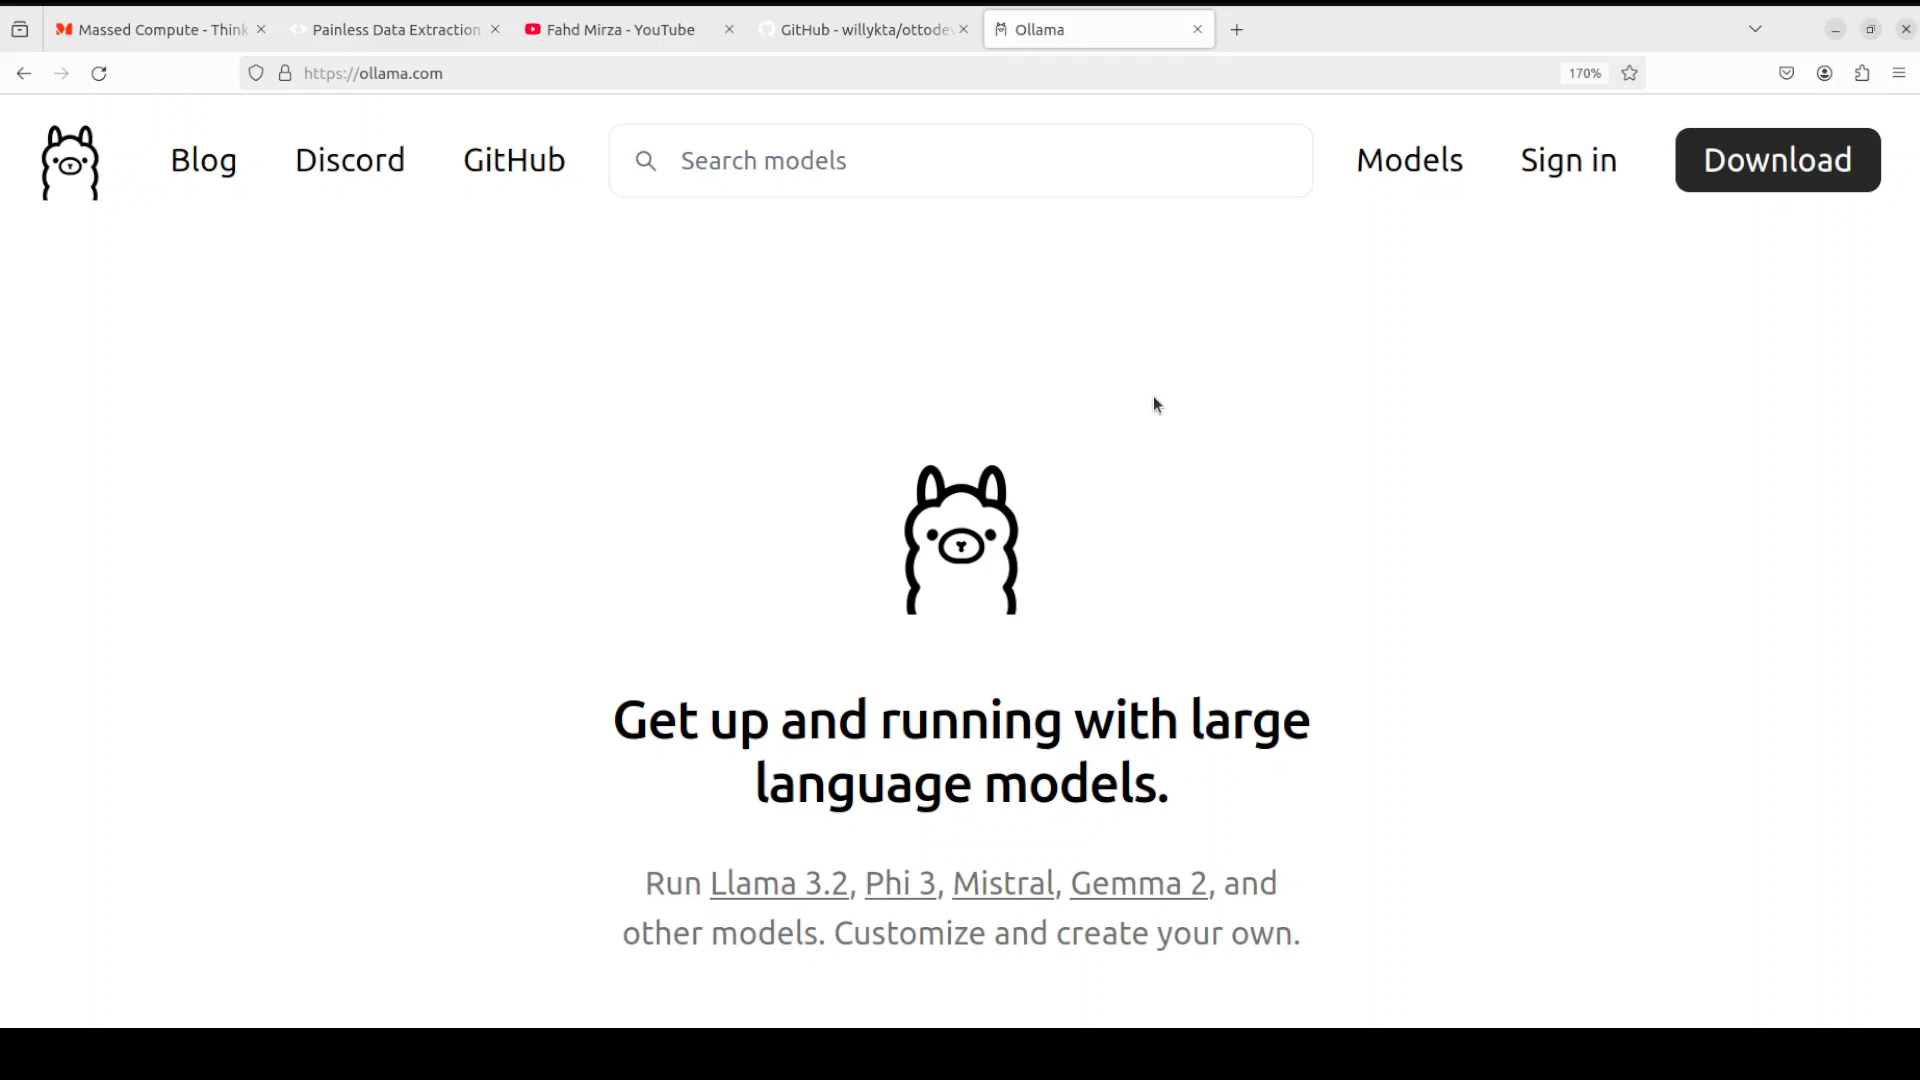 Massed Compute - Think
Painless Data Extraction
Fahd Mirza - YouTube
GitHub - willykta/ottode
Ollama
https://ollama.com
170%
Blog
Discord
GitHub
Search models
Models
Sign in
Download
Get up and running with large
language models.
Run Llama 3.2, Phi 3, Mistral, Gemma 2, and
other models. Customize and create your own.